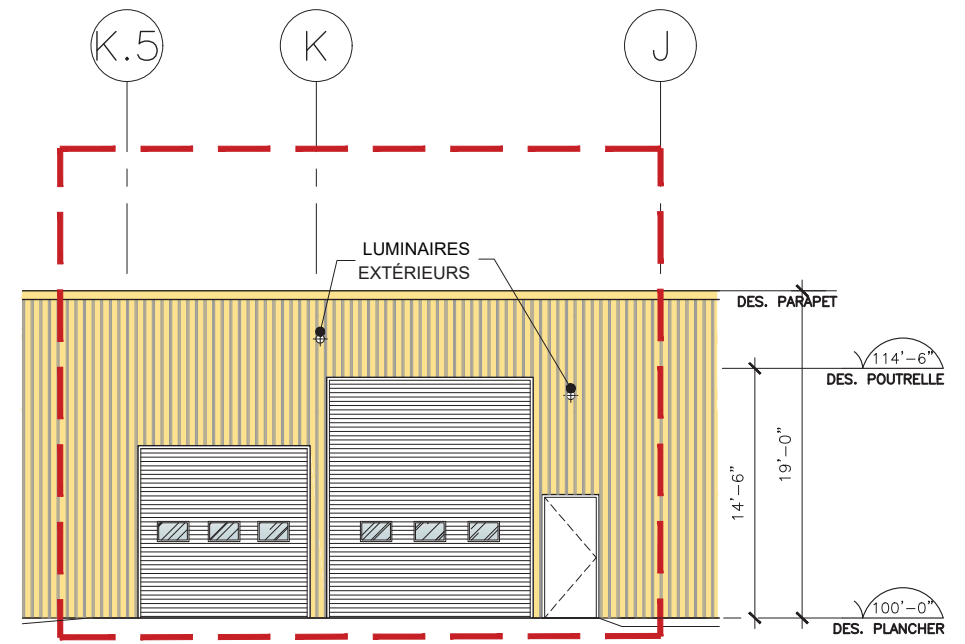 K.5
K
J
LUMINAIRES
EXTÉRIEURS
DES. PARAPET
114'-6"
DES. POUTRELLE
19'-0"
14'-6"
100'-0"
DES. PLANCHER